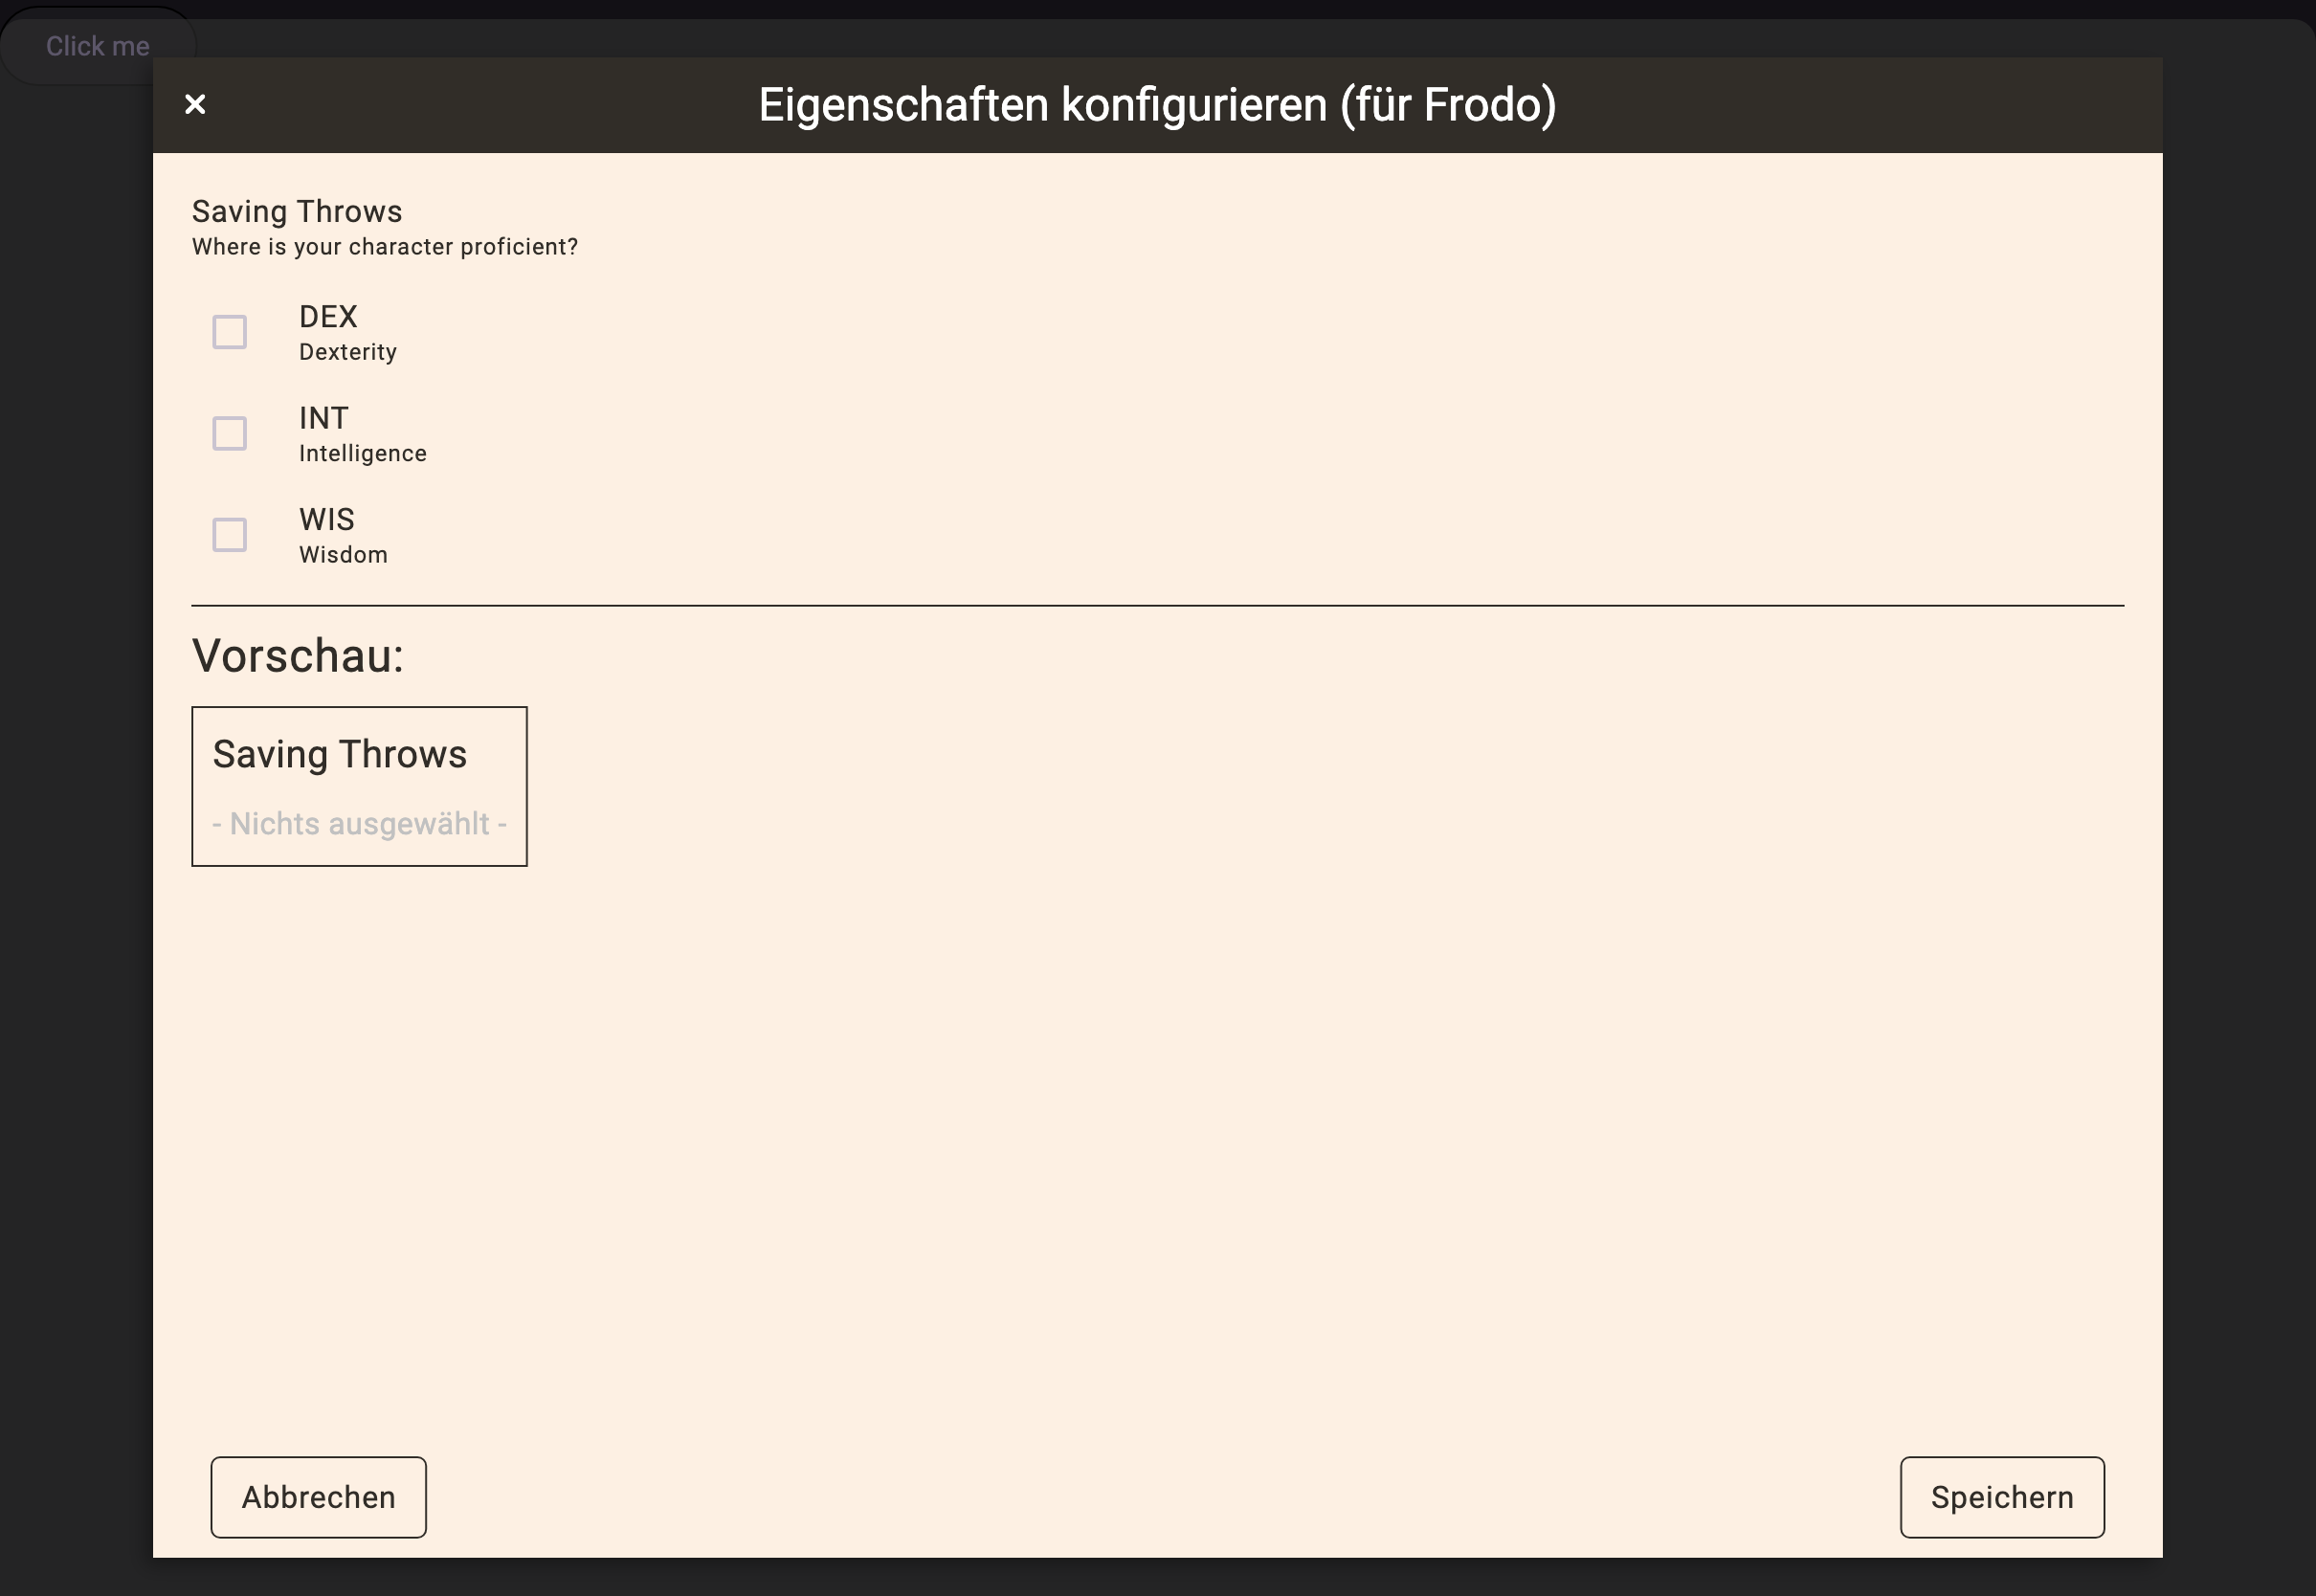 Click me
Eigenschaften konfigurieren (für Frodo)
Saving Throws
Where is your character proficient?
DEX
Dexterity
INT
Intelligence
WIS
Wisdom
Vorschau:
Saving Throws
- Nichts ausgewählt -
Abbrechen
Speichern